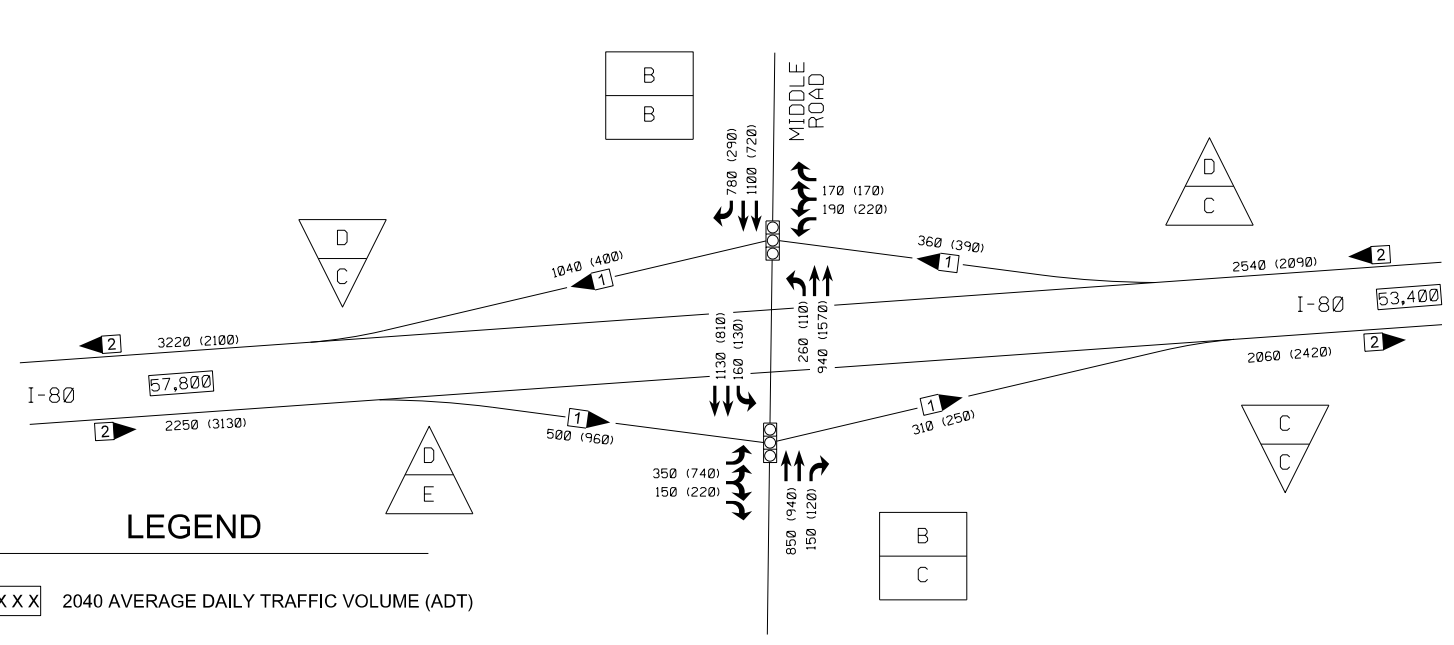 B
B
MIDDLE
ROAD
780 (290)
1100 (720)
170 (170)
190 (220)
D
C
D
C
1040 (400)
1
360 (390)
1
2540 (2090)
2
I-80
53,400
2
3220 (2100)
I-80
57,800
2
2250 (3130)
1130 (810)
160 (130)
260 (110)
940 (1570)
2060 (2420)
2
1
500 (960)
1
310 (250)
D
E
350 (740)
150 (220)
850 (940)
150 (120)
C
C
B
C
LEGEND
X X X
2040 AVERAGE DAILY TRAFFIC VOLUME (ADT)